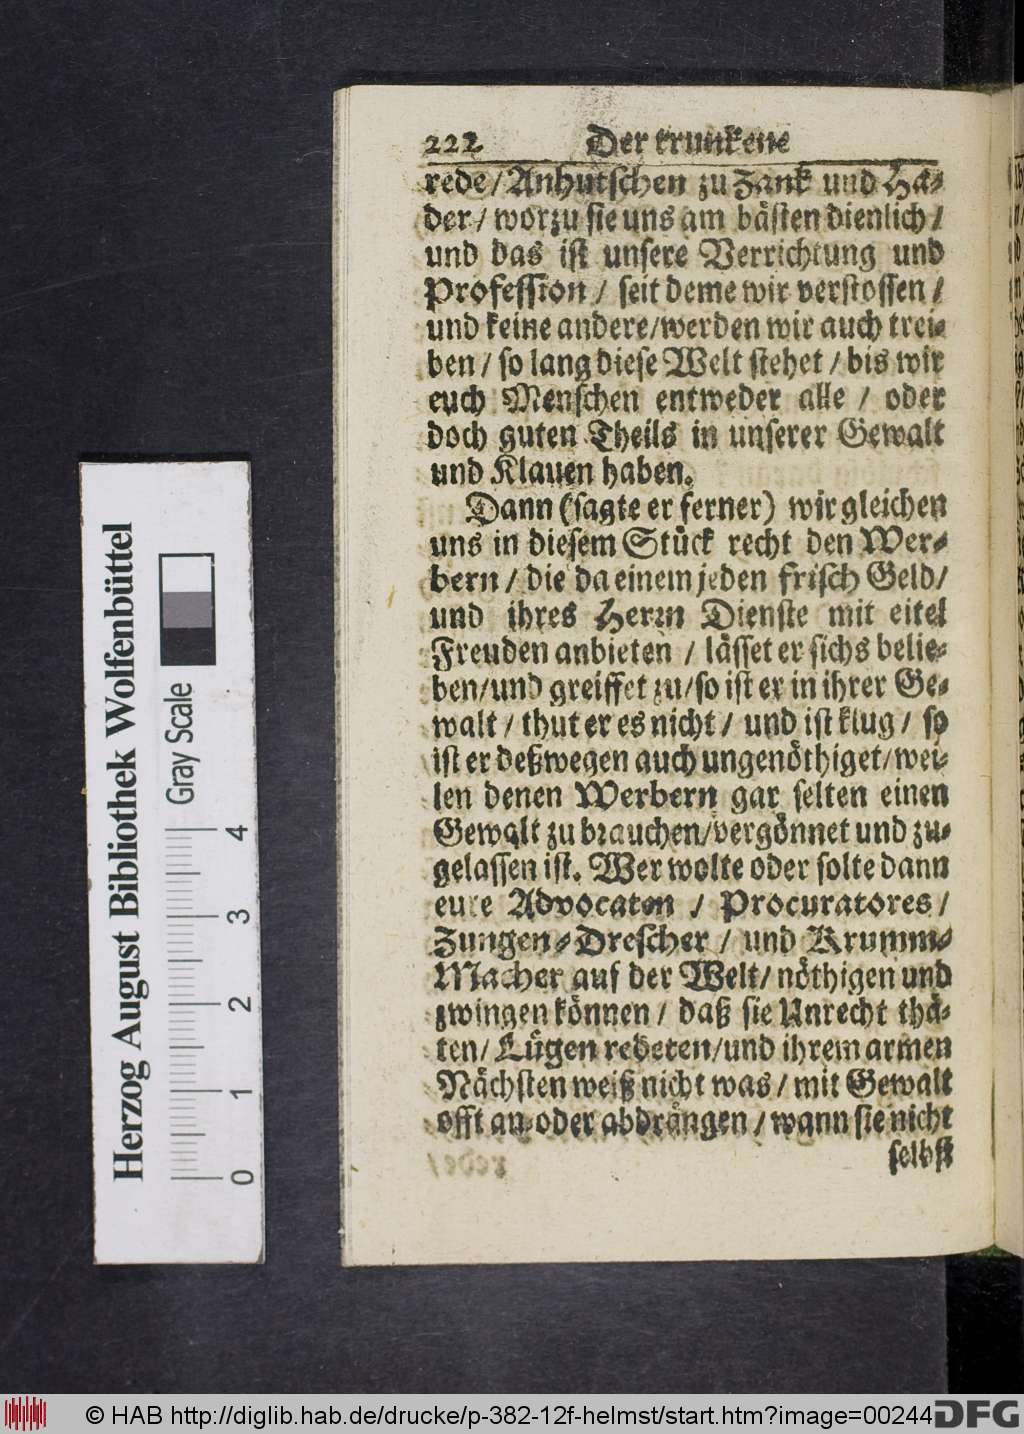 222 Der trunkene
rede / Anhutschen zu Zank und Ha-
der / worzu sie uns am bästen dienlich /
und das ist unsere Verrichtung und
Profession / seit deme wir verstossen /
und keine andere / werden wir auch trei-
ben / so lang diese Welt stehet / bis wir
euch Menschen entweder alle / oder
doch guten Theils in unserer Gewalt
und Klauen haben.
Dann (sagte er ferner) wir gleichen
uns in diesem Stück recht den Wer-
bern / die da einem jeden frisch Geld /
und ihres Herrn Dienste mit eitel
Freuden anbieten / lässet er sichs belie-
ben / und greiffet zu / so ist er in ihrer Ge-
walt / thut er es nicht / und ist klug / so
ist er deßwegen auch ungenöthiget / wei-
len denen Werbern gar selten einen
Gewalt zu brauchen / vergönnet und zu-
gelassen ist. Wer wolte oder solte dann
eure Advocaten / Procuratores /
Zungen-Drescher / und Krumm-
Macher auf der Welt / nöthigen und
zwingen können / daß sie Unrecht thä-
ten / Lügen redeten / und ihrem armen
Nächsten weiß nicht was / mit Gewalt
offt an-oder abdrängen / wann sie nicht
selbst
Herzog August Bibliothek Wolfenbüttel
Gray Scale
0 1 2 3 4
© HAB http://diglib.hab.de/drucke/p-382-12f-helmst/start.htm?image=00244
DFG